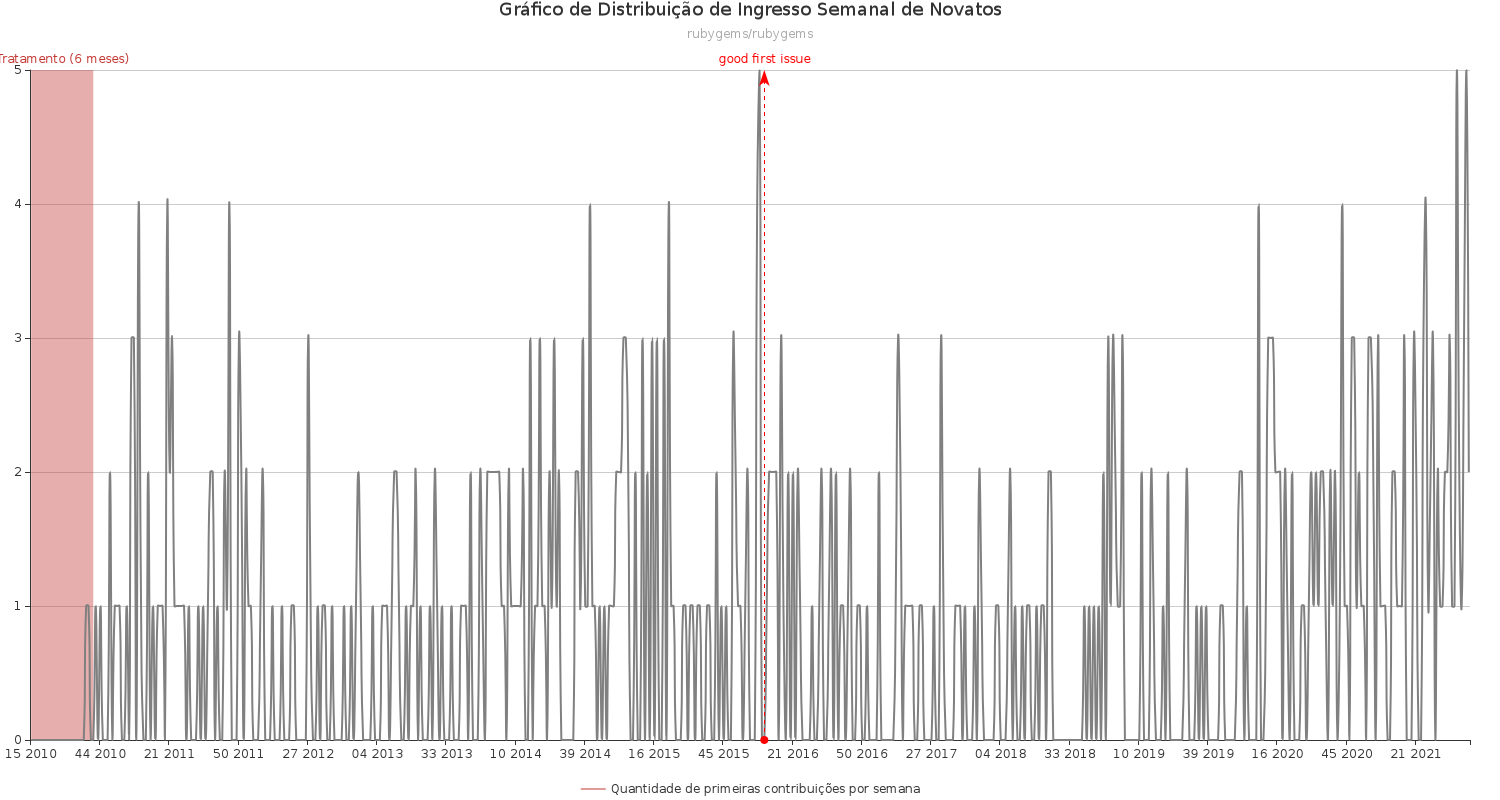 Gráfico de Distribuição de Ingresso Semanal de Novatos
rubygems/rubygems
Tratamento (6 meses)
good first issue
5
4
3
2
1
0
15 2010 44 2010 21 2011 50 2011 27 2012 04 2013 33 2013 10 2014 39 2014 16 2015 45 2015 21 2016 50 2016 27 2017 04 2018 33 2018 10 2019 39 2019 16 2020 45 2020 21 2021
Quantidade de primeiras contribuições por semana